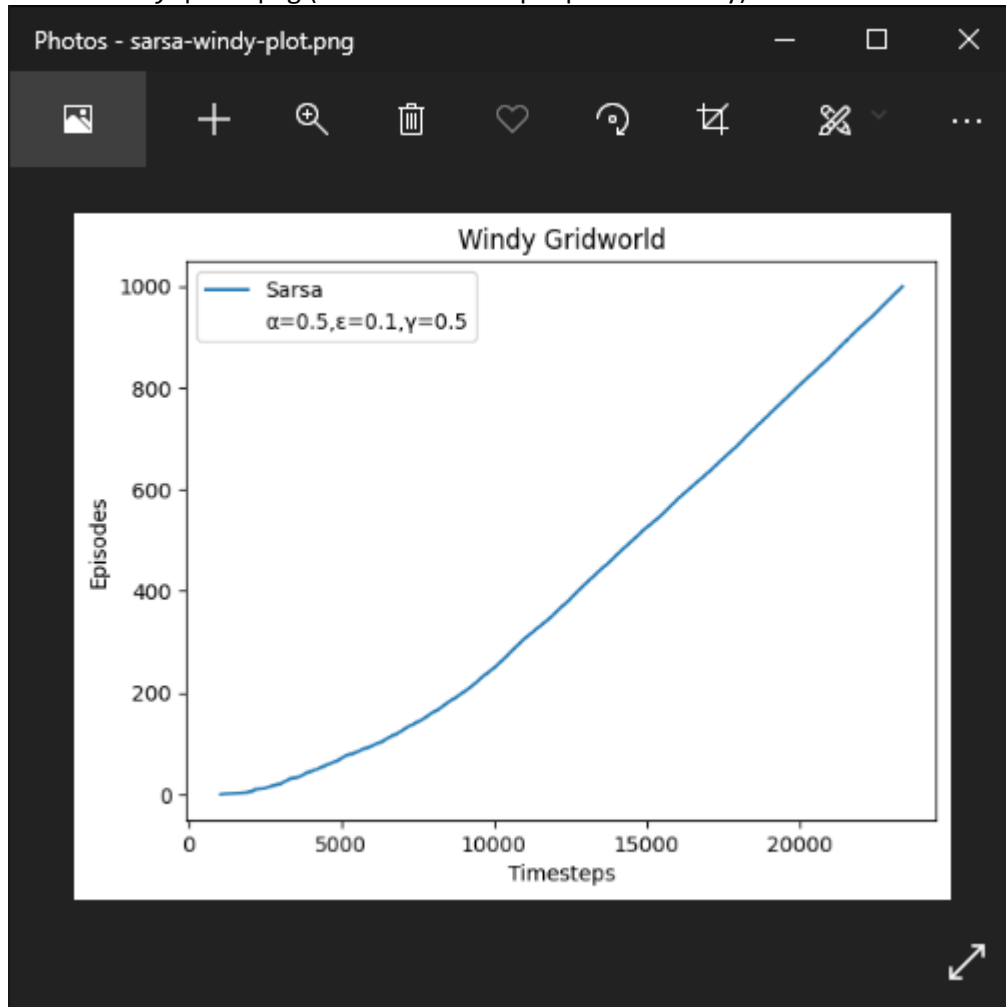 Photos - sarsa-windy-plot.png
Windy Gridworld
Sarsa
α=0.5,ε=0.1,γ=0.5
1000
800
600
400
200
0
Episodes
0 5000 10000 15000 20000
Timesteps